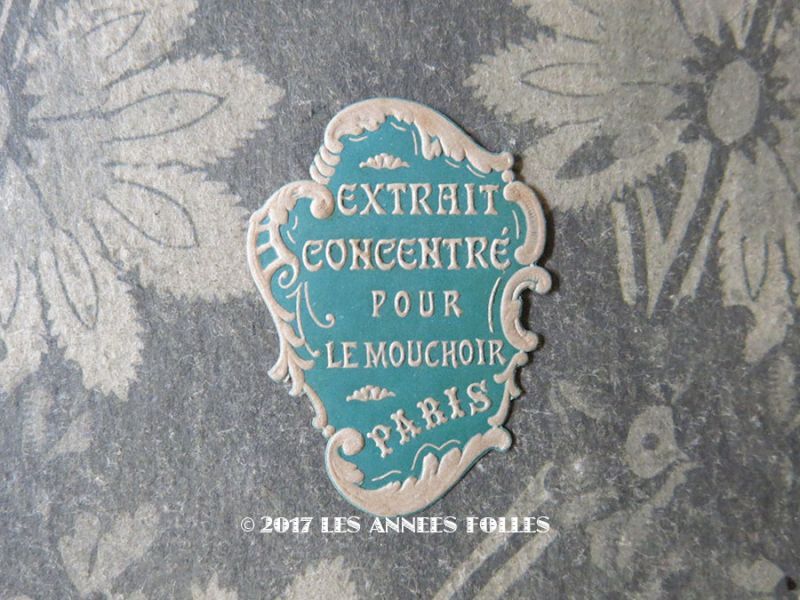 EXTRAIT
CONCENTRÉ
POUR
LE MOUCHOIR
PARIS
© 2017 LES ANNEES FOLLES